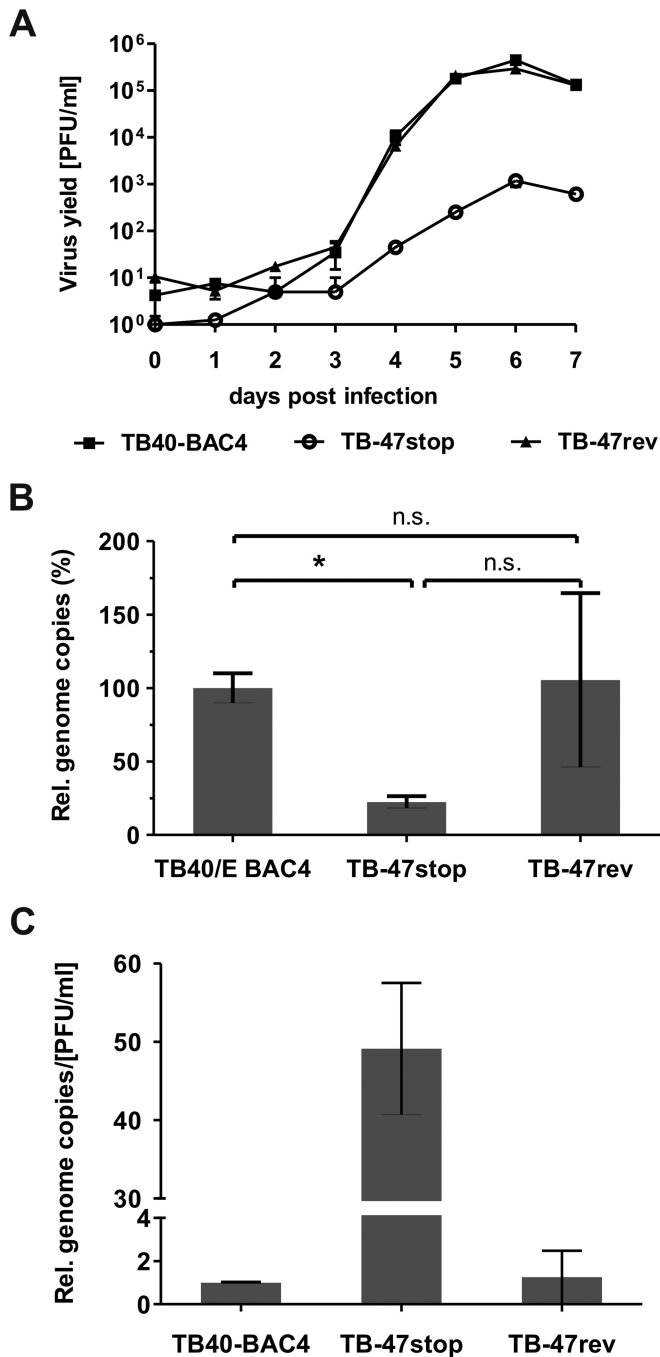 A
Virus yield [PFU/ml]
10⁶
10⁵
10⁴
10³
10²
10¹
10⁰
0 1 2 3 4 5 6 7
days post infection
TB40-BAC4 TB-47stop TB-47rev
B
Rel. genome copies (%)
n.s.
* n.s.
200
150
100
50
0
TB40/E BAC4 TB-47stop TB-47rev
C
Rel. genome copies/[PFU/ml]
60
50
40
30
4
2
0
TB40-BAC4 TB-47stop TB-47rev